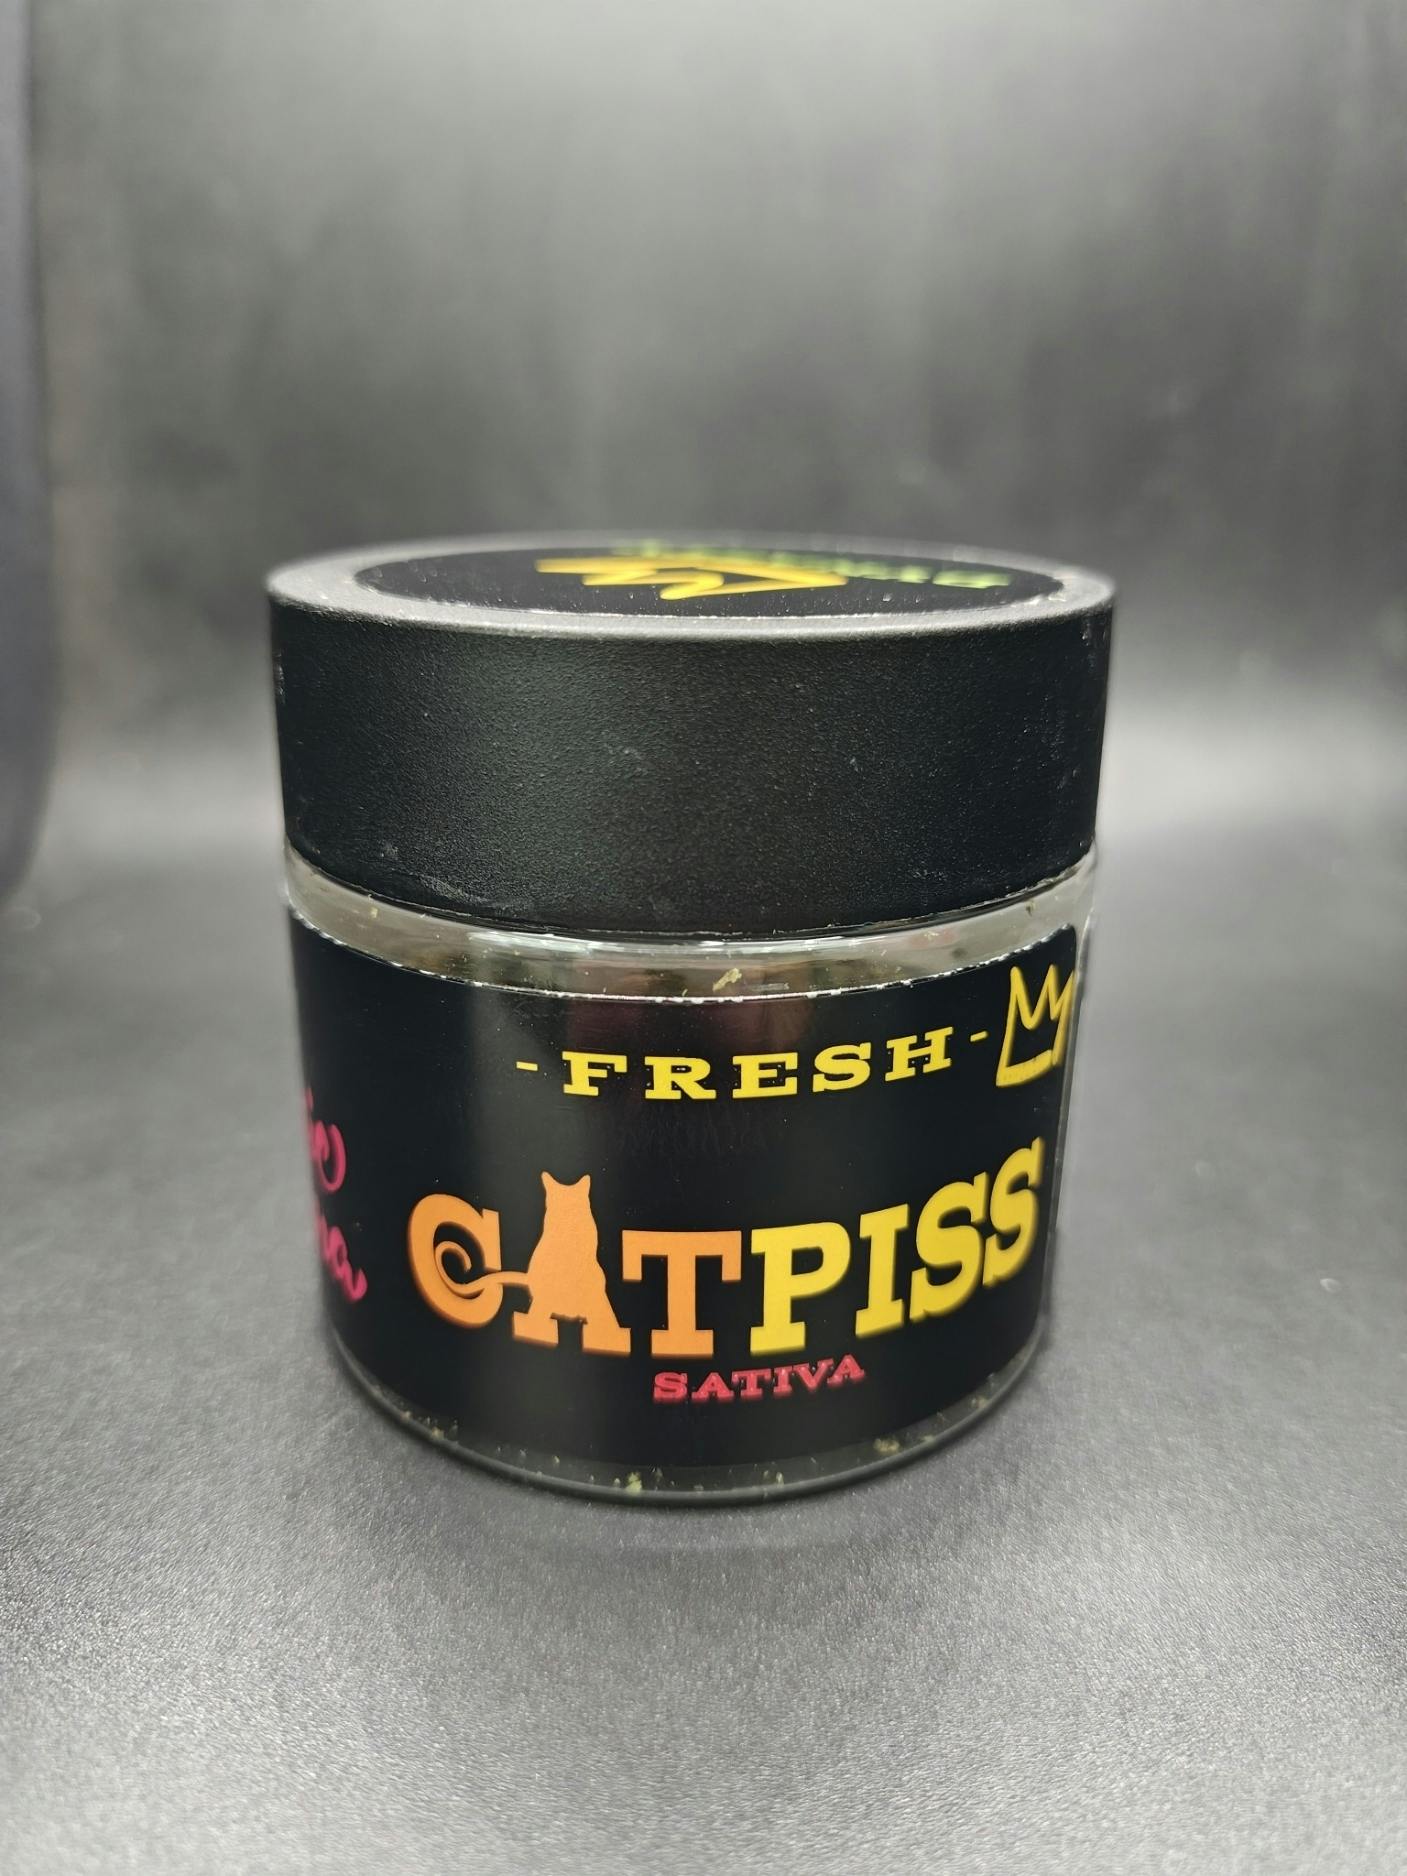 -FRESH-
CATPISS
SATIVA